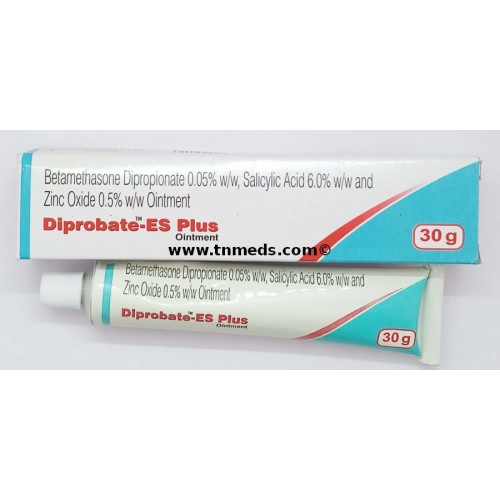 Betamethasone Dipropionate 0.05% w/w, Salicylic Acid 6.0% w/w and
Zinc Oxide 0.5% w/w Ointment
Diprobate™-ES Plus
Ointment
30 g
www.tnmeds.com©
Betamethasone Dipropionate 0.05% w/w, Salicylic Acid 6.0% w/w and
Zinc Oxide 0.5% w/w Ointment
Diprobate™-ES Plus
Ointment
30 g